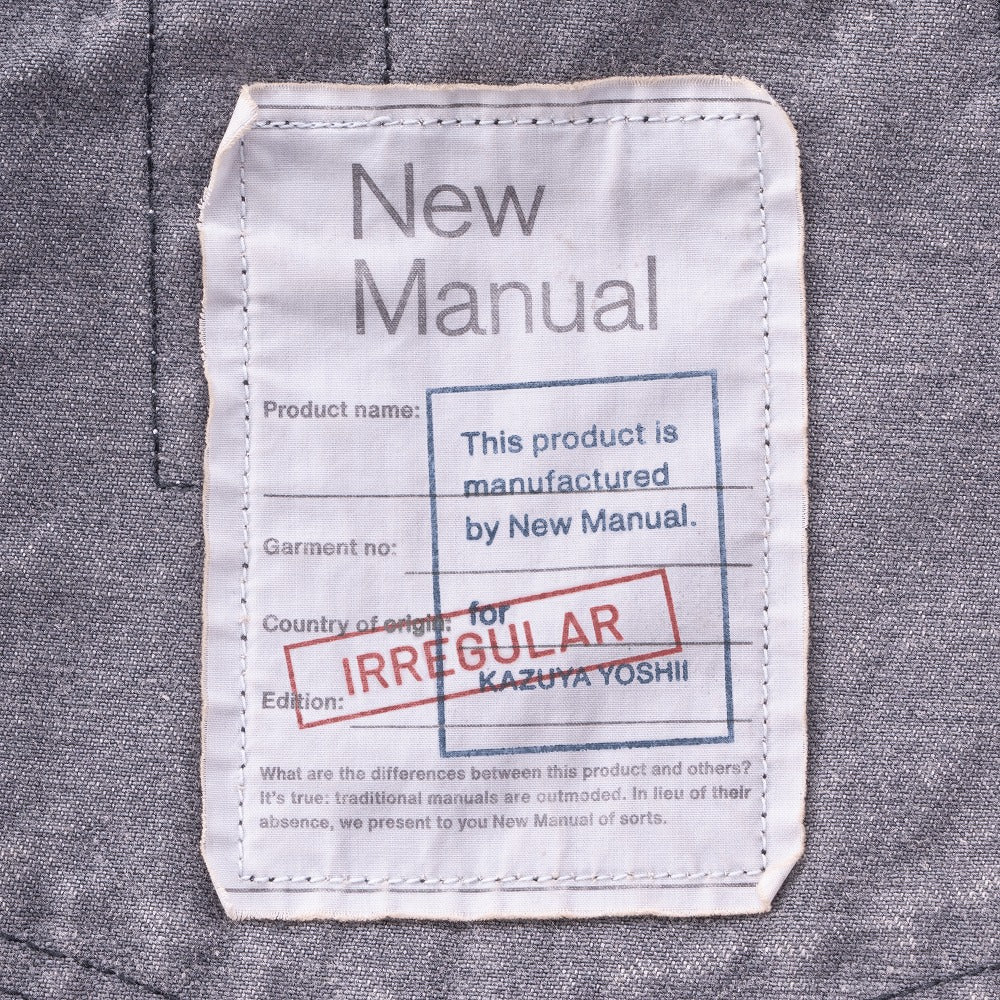 New
Manual
Product name:
This product is
manufactured
by New Manual.
Garment no:
for
Country of origin:
IRREGULAR
KAZUYA YOSHII
Edition:
What are the differences between this product and others?
It's true: traditional manuals are outmoded. In lieu of their
absence, we present to you New Manual of sorts.